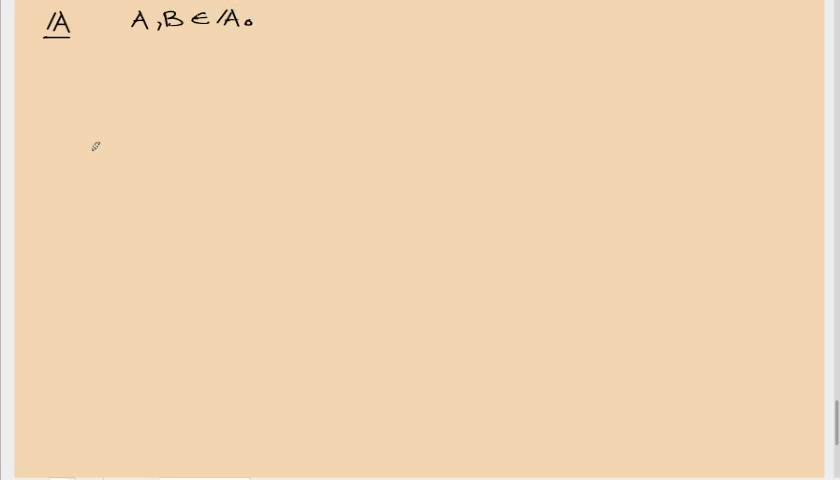 𝔸 A, B ∈ 𝔸₀